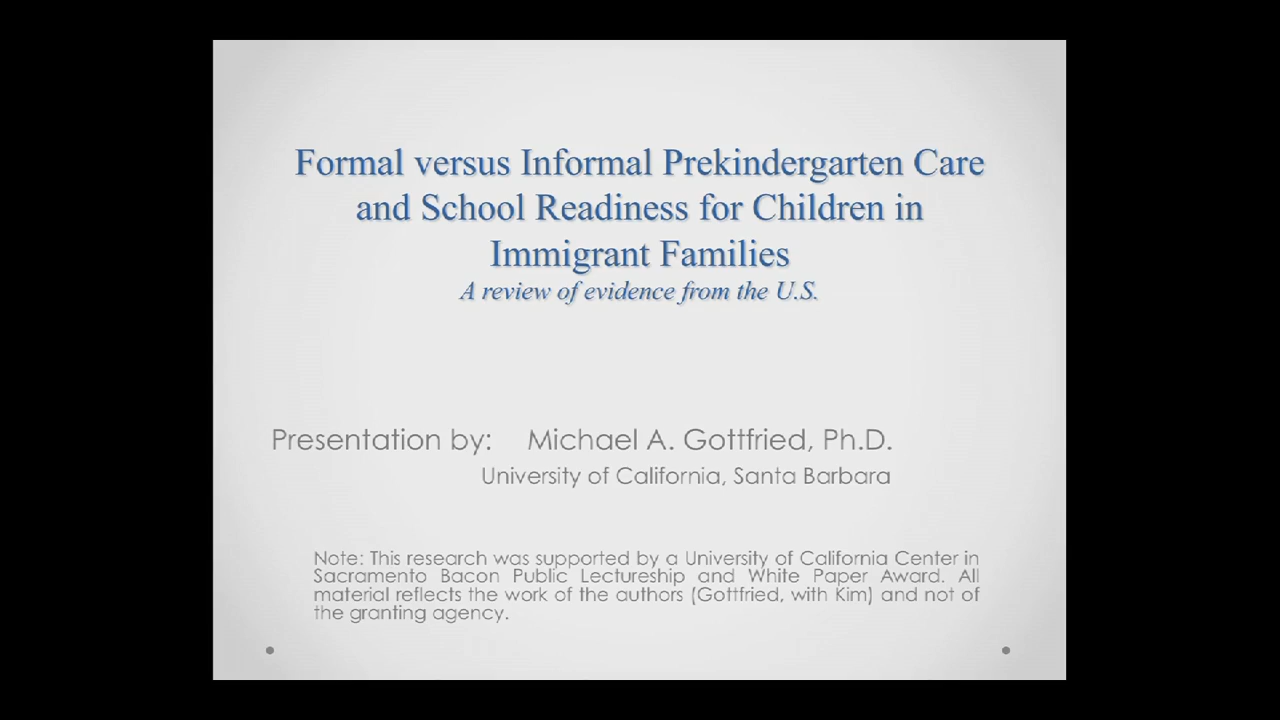 Formal versus Informal Prekindergarten Care
and School Readiness for Children in
Immigrant Families
A review of evidence from the U.S.
Presentation by: Michael A. Gottfried, Ph.D.
University of California, Santa Barbara
Note: This research was supported by a University of California Center in
Sacramento Bacon Public Lectureship and White Paper Award. All
material reflects the work of the authors (Gottfried, with Kim) and not of
the granting agency.